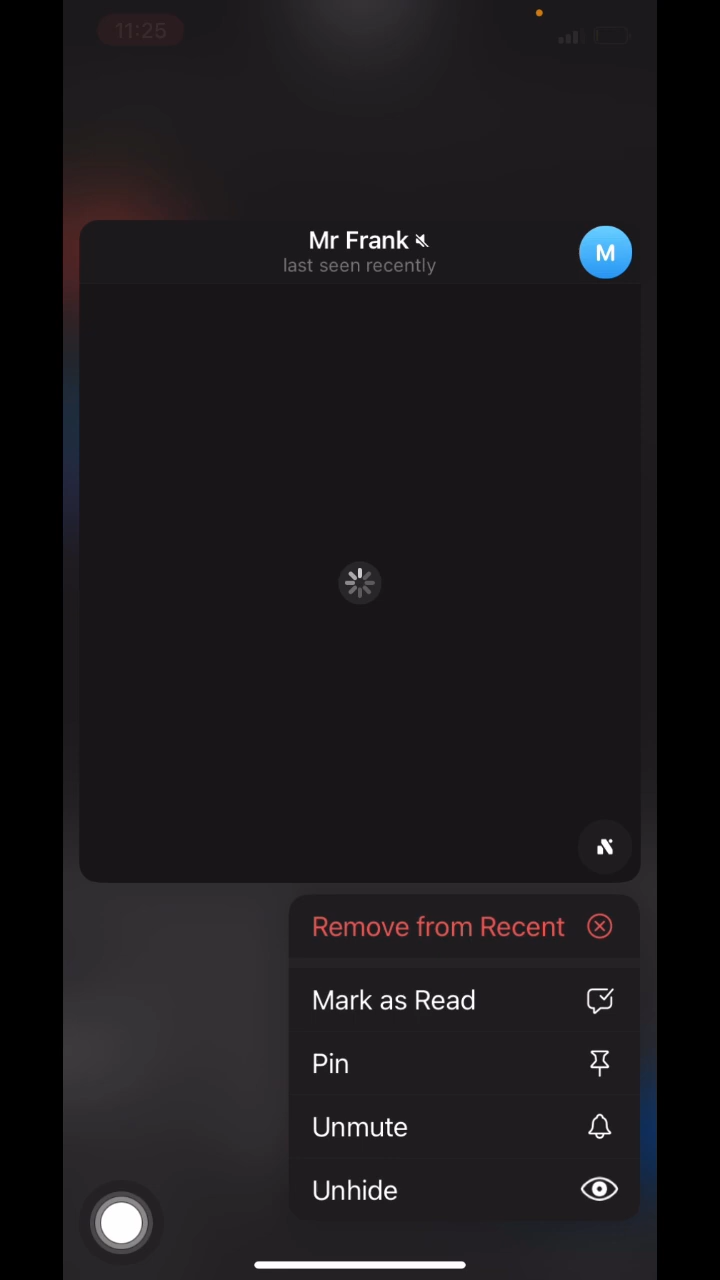 11:25
Mr Frank
last seen recently
M
Remove from Recent
Mark as Read
Pin
Unmute
Unhide